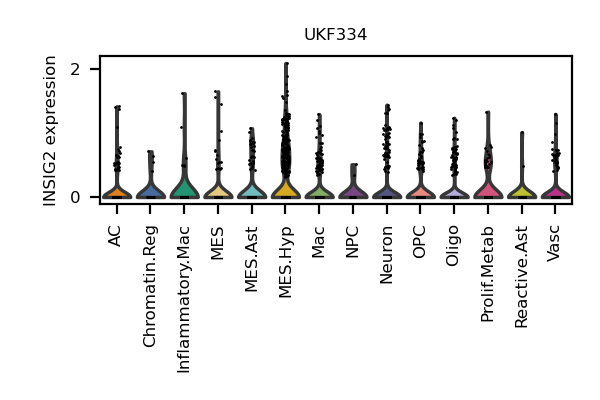 UKF334
INSIG2 expression
2
0
AC
Chromatin.Reg
Inflammatory.Mac
MES
MES.Ast
MES.Hyp
Mac
NPC
Neuron
OPC
Oligo
Prolif.Metab
Reactive.Ast
Vasc